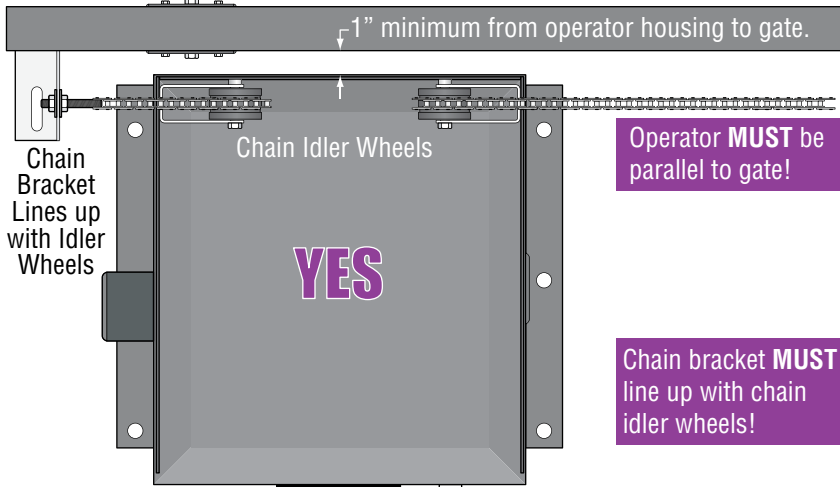 1” minimum from operator housing to gate.
Chain Idler Wheels
Chain
Bracket
Lines up
with Idler
Wheels
YES
Operator MUST be
parallel to gate!
Chain bracket MUST
line up with chain
idler wheels!